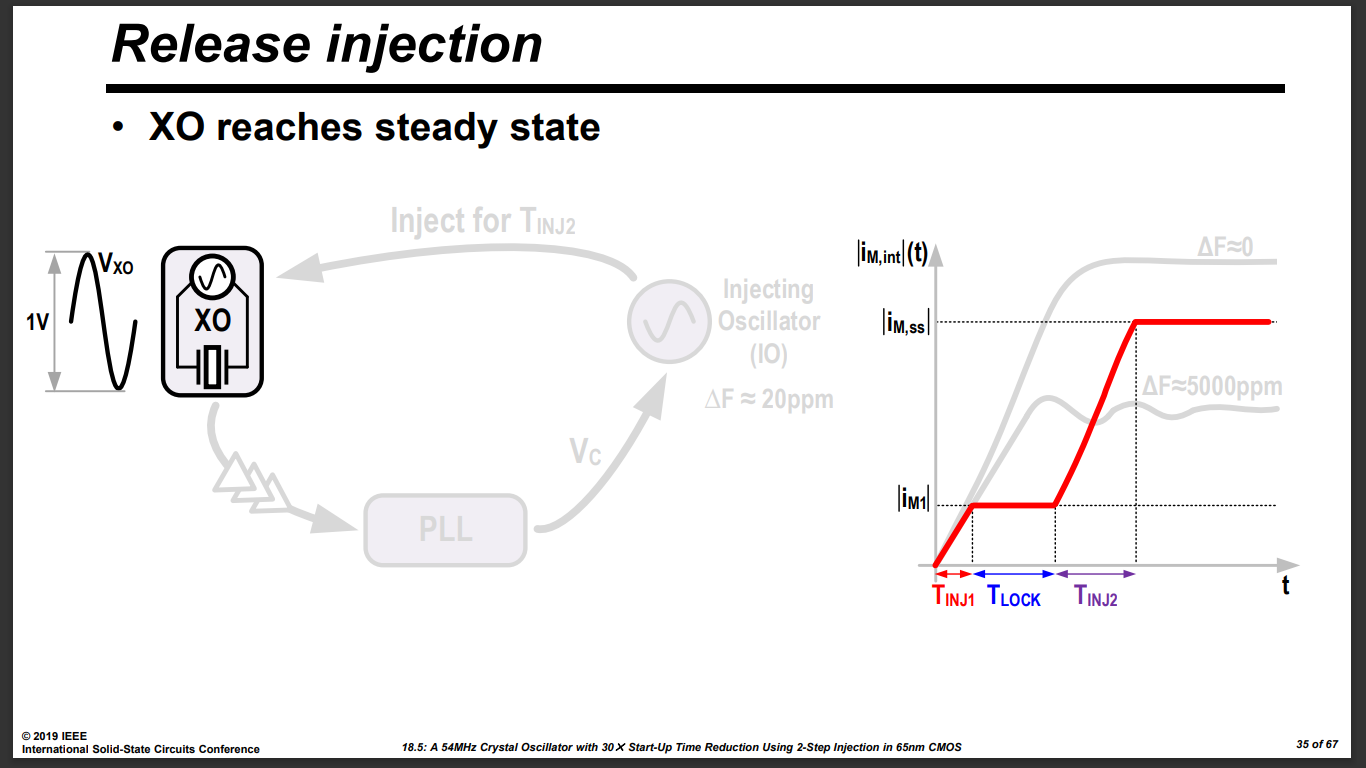 Release injection
• XO reaches steady state
Inject for TINJ2
VXO
1V
XO
Injecting
Oscillator
(IO)
ΔF ≈ 20ppm
VC
PLL
|iM,int|(t)
ΔF≈0
|iM,ss|
ΔF≈5000ppm
|iM1|
t
TINJ1 TLOCK TINJ2
© 2019 IEEE
International Solid-State Circuits Conference
18.5: A 54MHz Crystal Oscillator with 30✕ Start-Up Time Reduction Using 2-Step Injection in 65nm CMOS
35 of 67